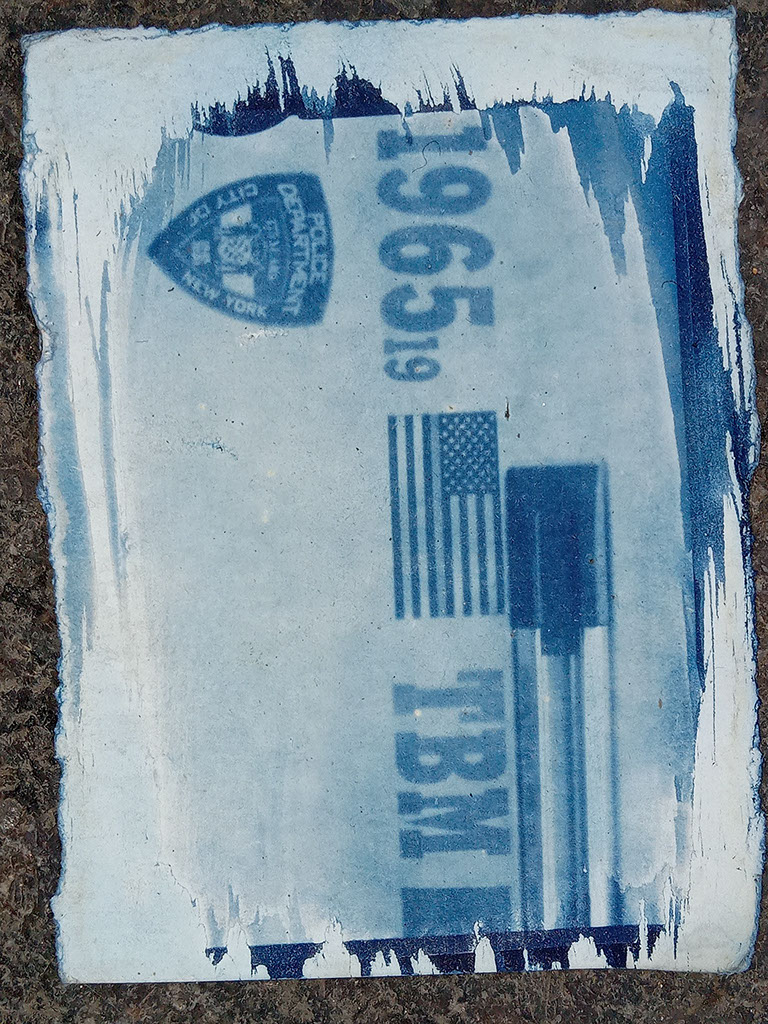 1965 19 TBM
POLICE
DEPARTMENT
CITY OF
NEW YORK